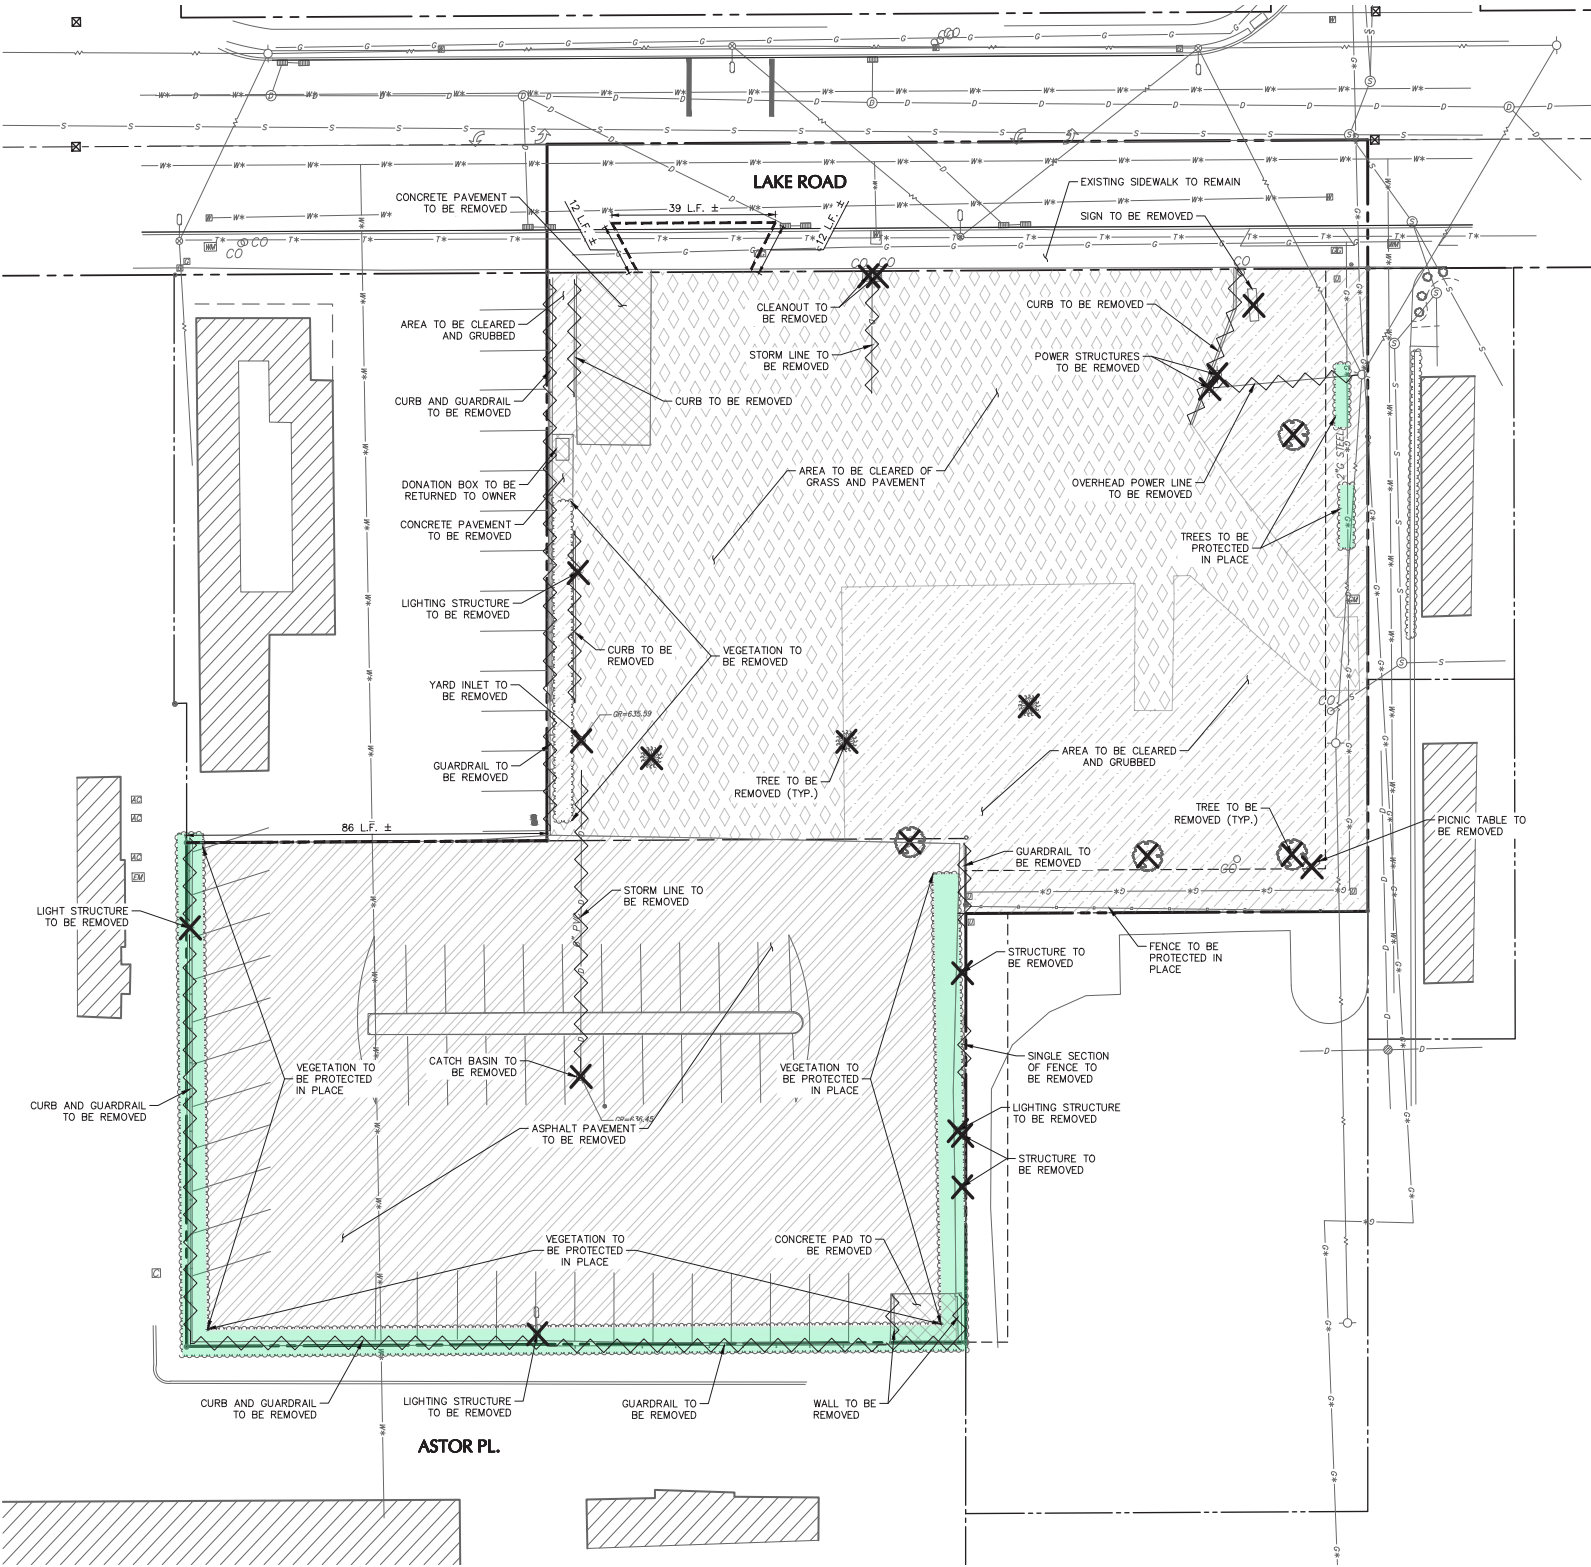 LAKE ROAD
CONCRETE PAVEMENT
TO BE REMOVED
12 L.F. ±
39 L.F. ±
12 L.F. ±
EXISTING SIDEWALK TO REMAIN
SIGN TO BE REMOVED
AREA TO BE CLEARED
AND GRUBBED
CLEANOUT TO
BE REMOVED
CURB TO BE REMOVED
STORM LINE TO
BE REMOVED
POWER STRUCTURES
TO BE REMOVED
CURB AND GUARDRAIL
TO BE REMOVED
CURB TO BE REMOVED
2" G STEEL
DONATION BOX TO BE
RETURNED TO OWNER
AREA TO BE CLEARED OF
GRASS AND PAVEMENT
OVERHEAD POWER LINE
TO BE REMOVED
CONCRETE PAVEMENT
TO BE REMOVED
TREES TO BE
PROTECTED
IN PLACE
LIGHTING STRUCTURE
TO BE REMOVED
CURB TO BE
REMOVED
VEGETATION TO
BE REMOVED
YARD INLET TO
BE REMOVED
GR=635.59
GUARDRAIL TO
BE REMOVED
AREA TO BE CLEARED
AND GRUBBED
TREE TO BE
REMOVED (TYP.)
TREE TO BE
REMOVED (TYP.)
PICNIC TABLE TO
BE REMOVED
86 L.F. ±
GUARDRAIL TO
BE REMOVED
LIGHT STRUCTURE
TO BE REMOVED
STORM LINE TO
BE REMOVED
STRUCTURE TO
BE REMOVED
FENCE TO BE
PROTECTED IN
PLACE
VEGETATION TO
BE PROTECTED
IN PLACE
CATCH BASIN TO
BE REMOVED
VEGETATION TO
BE PROTECTED
IN PLACE
SINGLE SECTION
OF FENCE TO
BE REMOVED
CURB AND GUARDRAIL
TO BE REMOVED
GR=636.45
ASPHALT PAVEMENT
TO BE REMOVED
LIGHTING STRUCTURE
TO BE REMOVED
STRUCTURE TO
BE REMOVED
VEGETATION TO
BE PROTECTED
IN PLACE
CONCRETE PAD TO
BE REMOVED
CURB AND GUARDRAIL
TO BE REMOVED
LIGHTING STRUCTURE
TO BE REMOVED
GUARDRAIL TO
BE REMOVED
WALL TO BE
REMOVED
ASTOR PL.